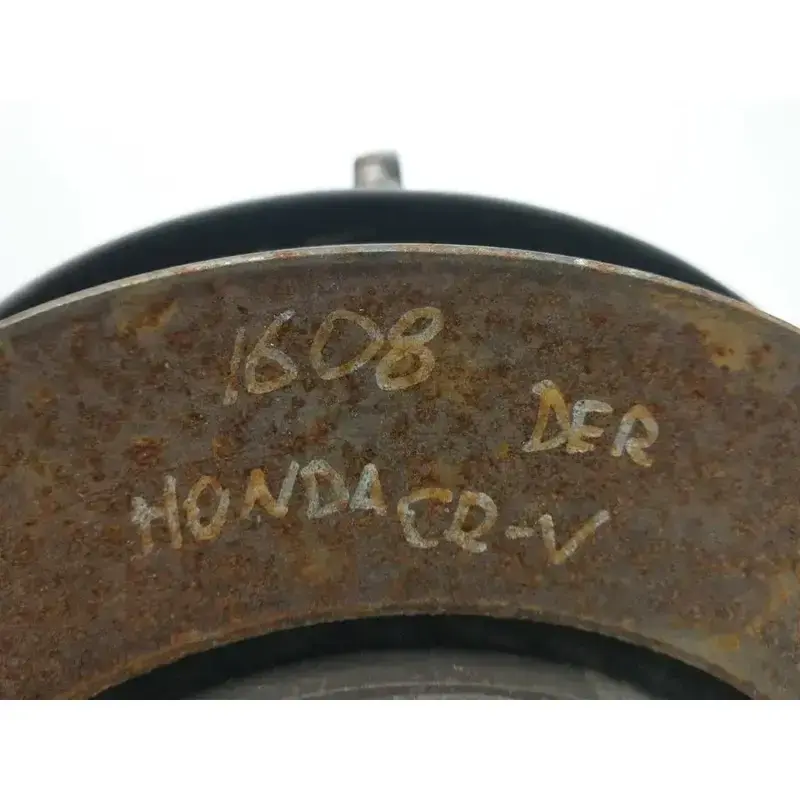 1608
DER
HONDA CR-V